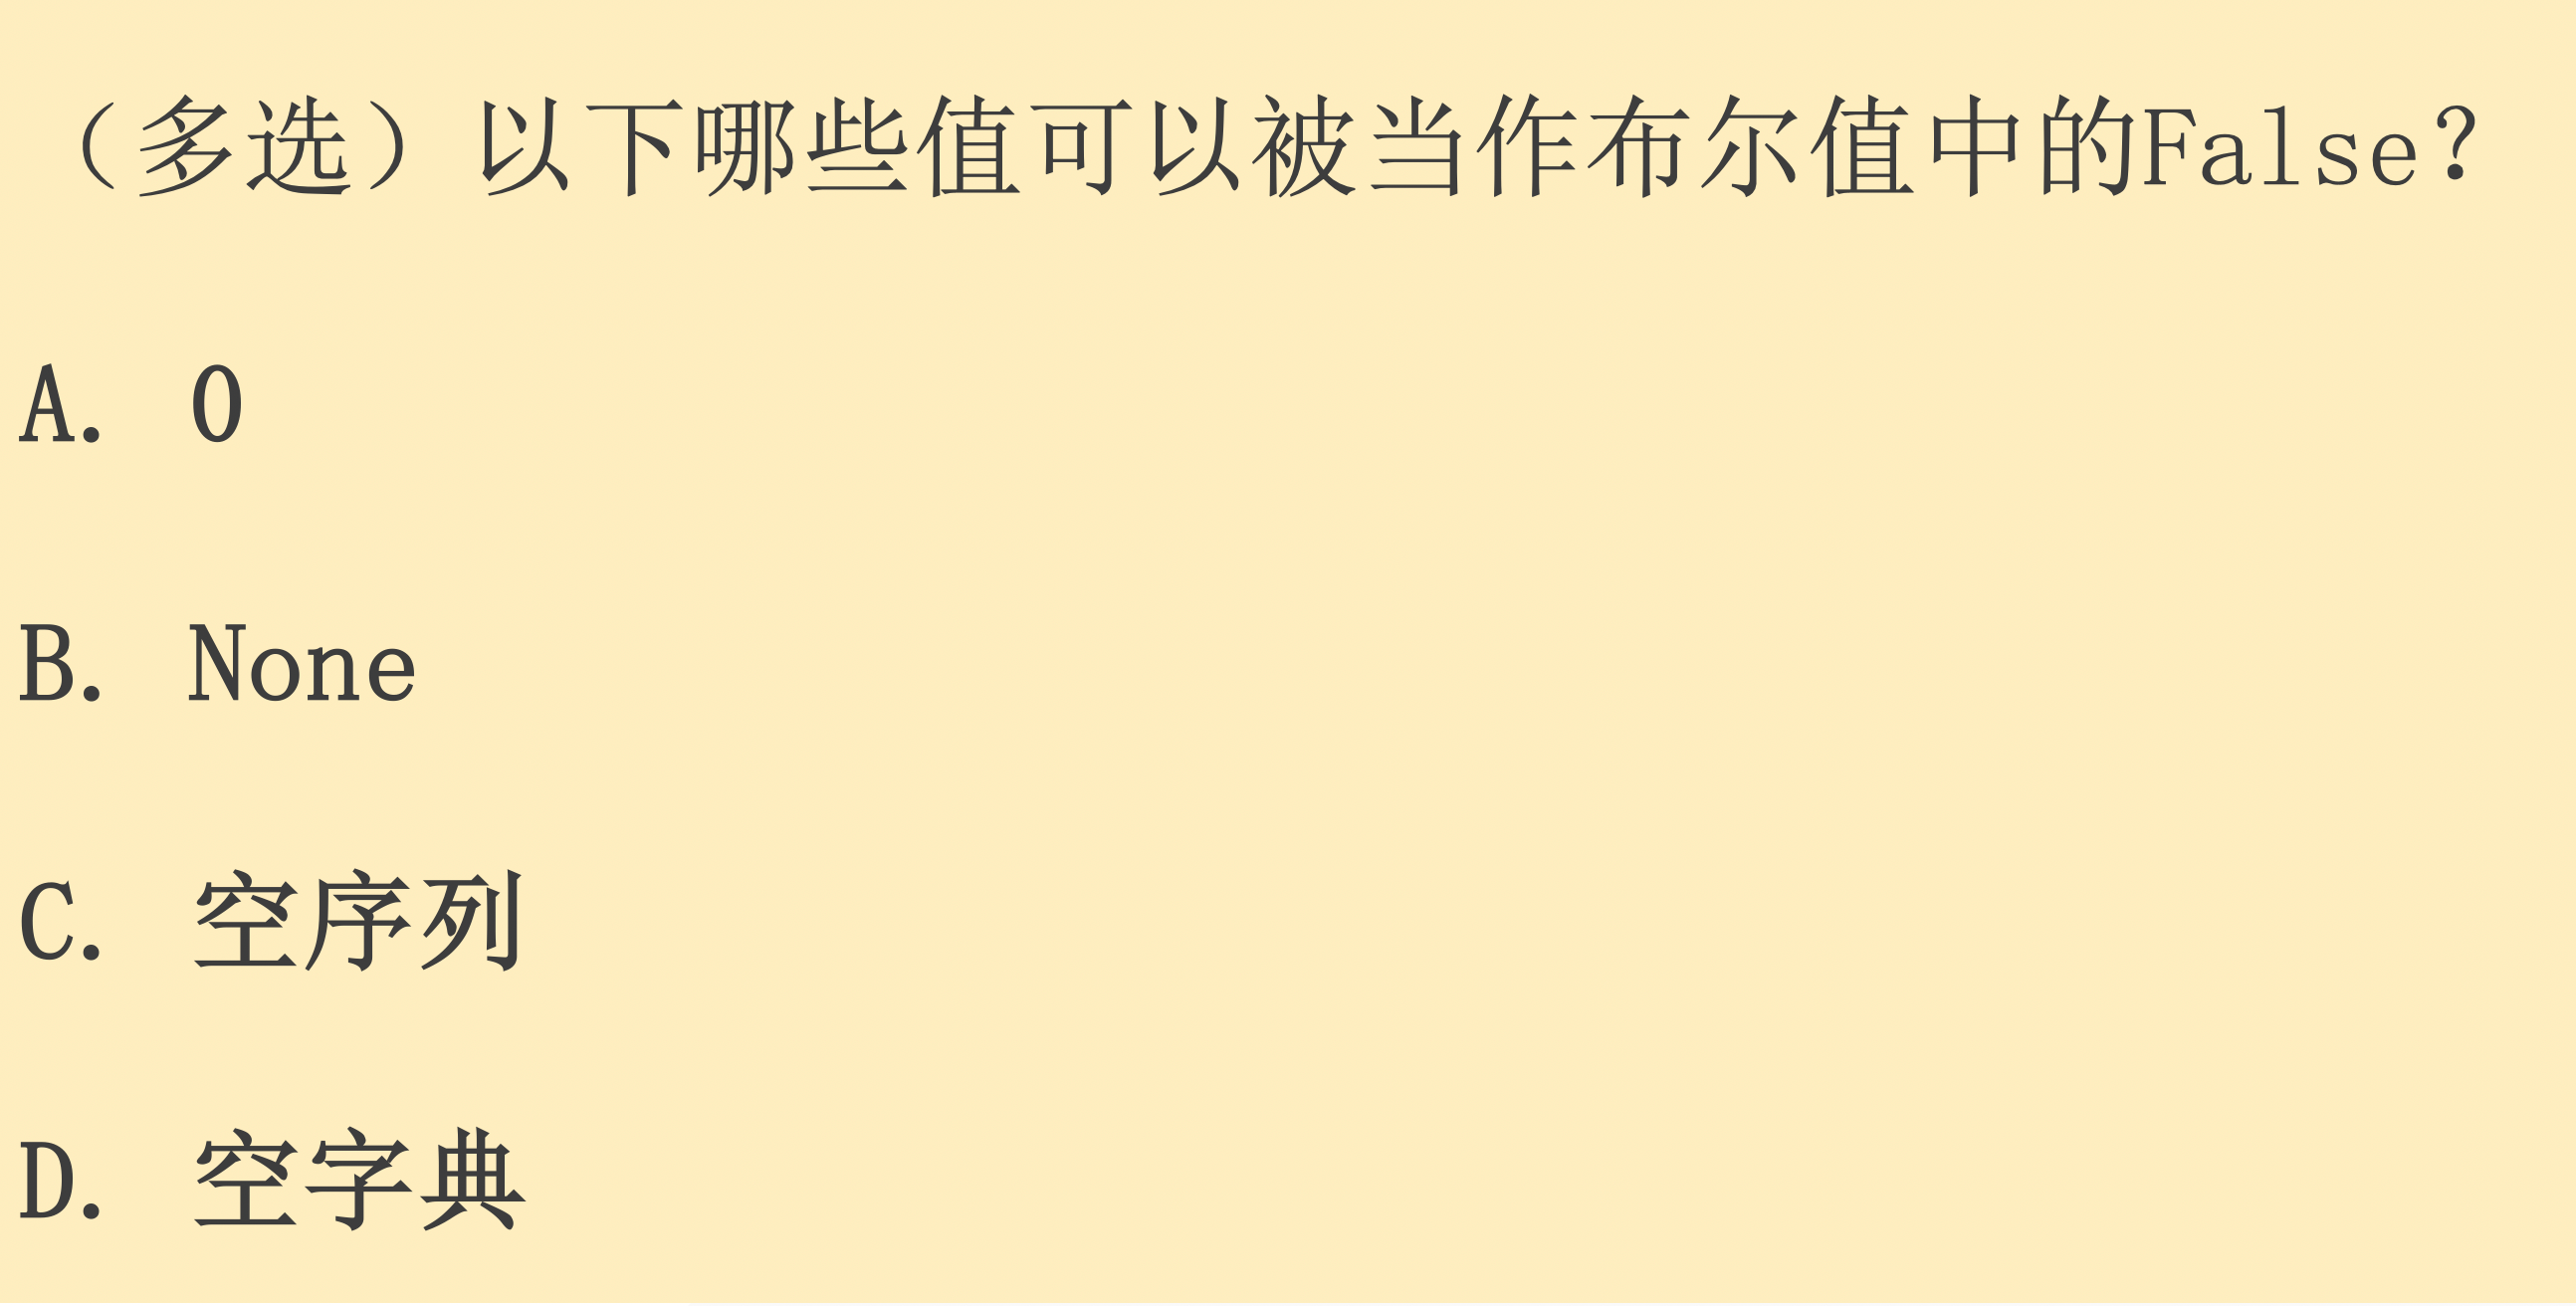 （多选）以下哪些值可以被当作布尔值中的False？
A. 0
B. None
C. 空序列
D. 空字典